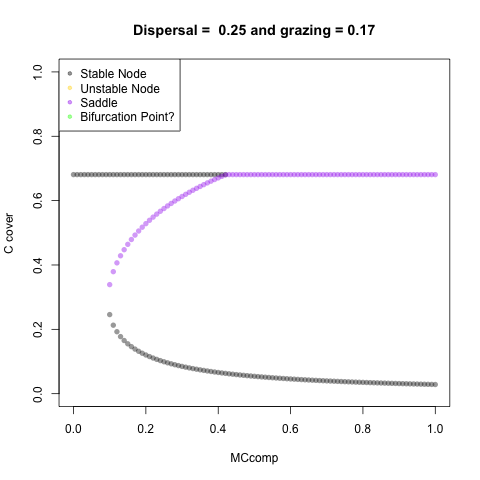 Dispersal =  0.25 and grazing = 0.17
Stable Node
Unstable Node
Saddle
Bifurcation Point?
C cover
1.0
0.8
0.6
0.4
0.2
0.0
0.0 0.2 0.4 0.6 0.8 1.0
MCcomp